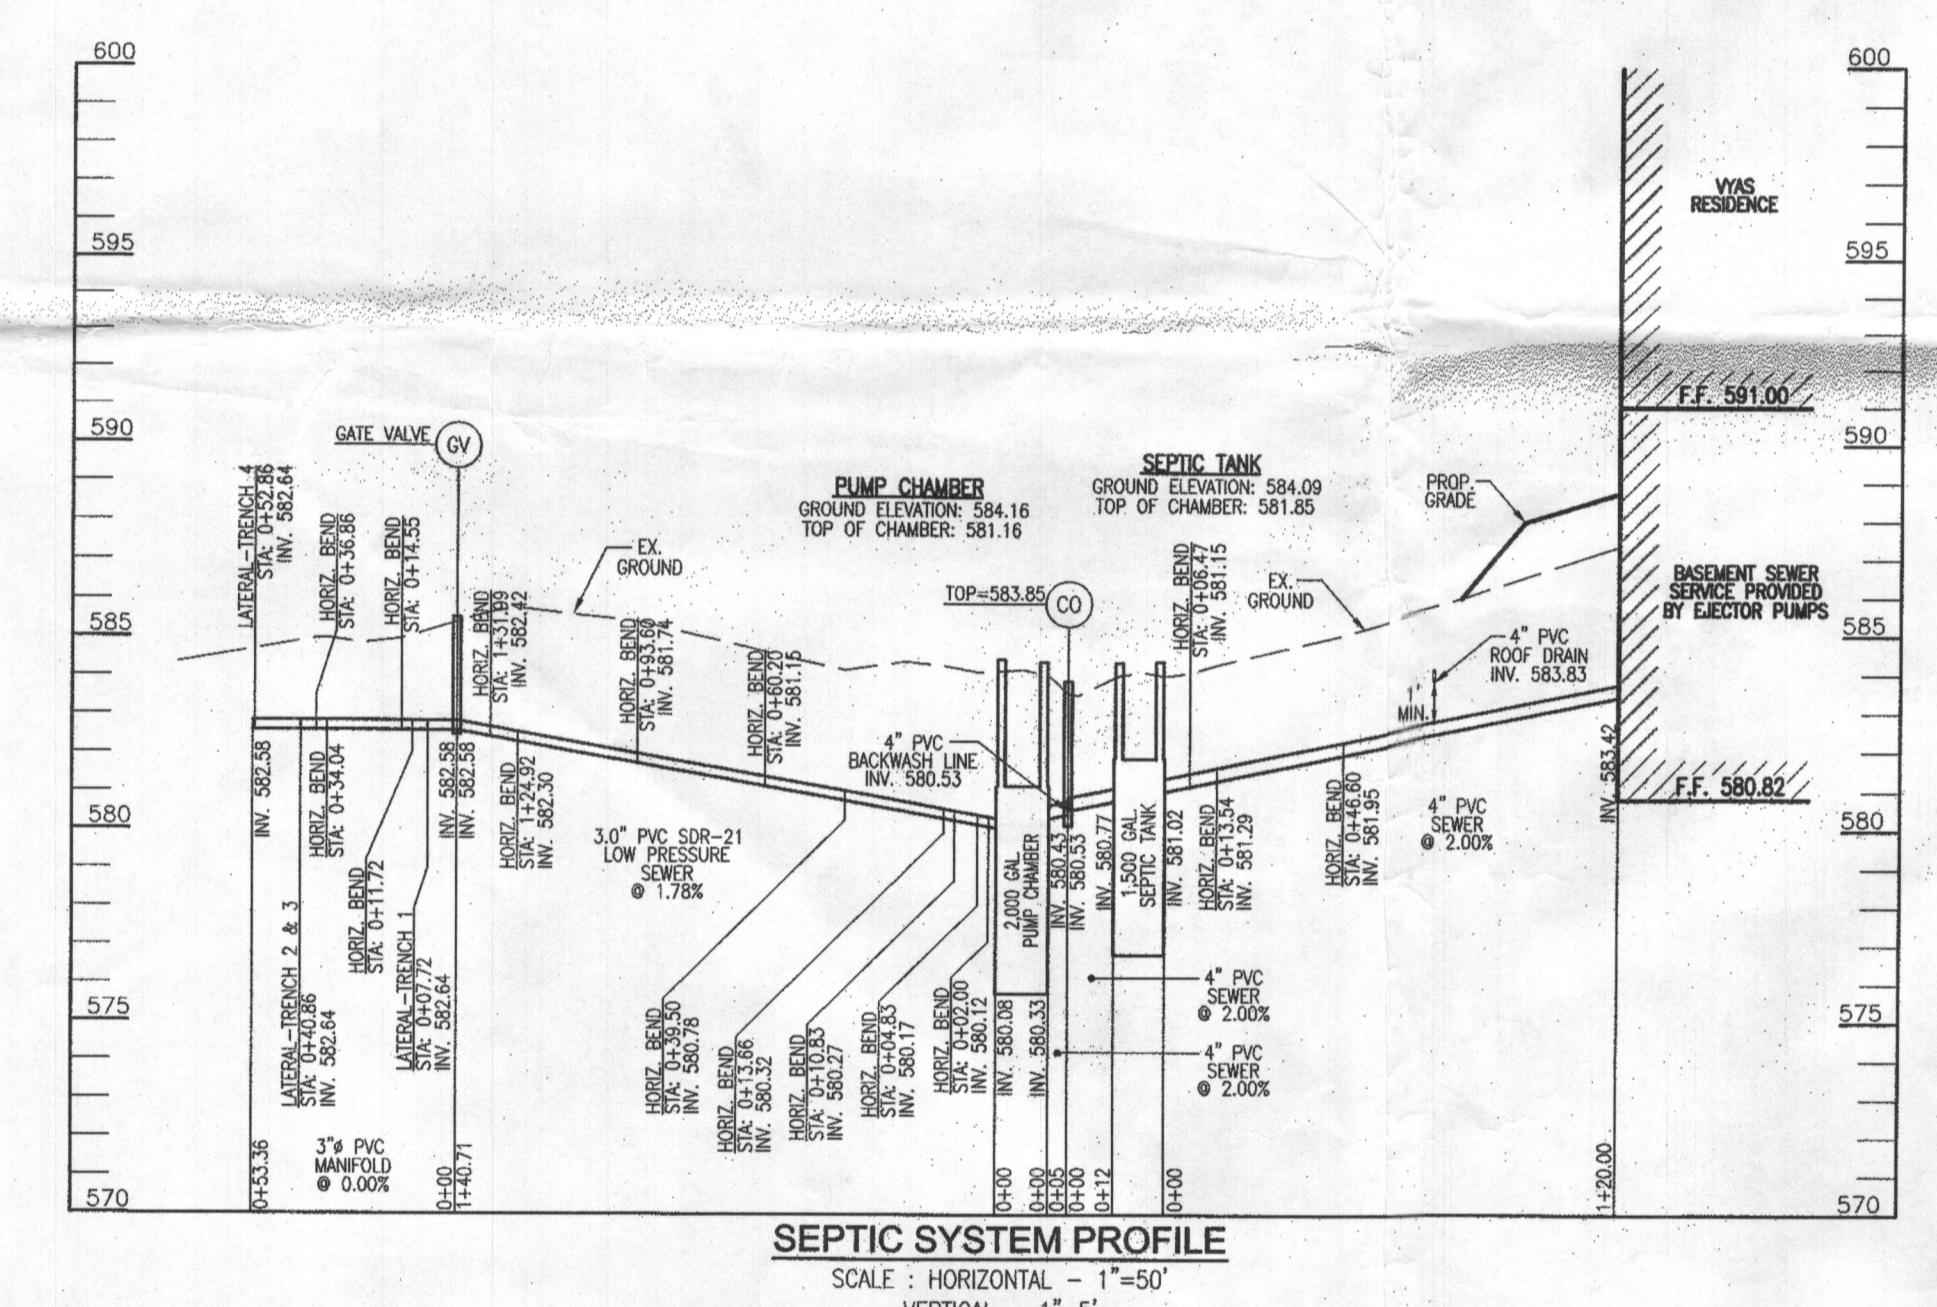 600
595
590
585
580
575
570
600
595
590
585
580
575
570
VYAS
RESIDENCE
F.F. 591.00
BASEMENT SEWER
SERVICE PROVIDED
BY EJECTOR PUMPS
F.F. 580.82
GATE VALVE
GV
LATERAL-TRENCH 4
STA: 0+52.86
INV. 582.64
HORIZ. BEND
STA: 0+36.86
HORIZ. BEND
STA: 0+14.55
HORIZ. BEND
STA: 1+31.99
INV. 582.42
EX.
GROUND
HORIZ. BEND
STA: 0+93.60
INV. 581.74
HORIZ. BEND
STA: 0+60.20
INV. 581.15
PUMP CHAMBER
GROUND ELEVATION: 584.16
TOP OF CHAMBER: 581.16
SEPTIC TANK
GROUND ELEVATION: 584.09
TOP OF CHAMBER: 581.85
TOP=583.85
CO
HORIZ. BEND
STA: 0+06.47
INV. 581.15
EX.
GROUND
PROP.
GRADE
4" PVC
ROOF DRAIN
INV. 583.83
1'
MIN.
4" PVC
BACKWASH LINE
INV. 580.53
INV. 582.58
HORIZ. BEND
STA: 0+34.04
INV. 582.58
INV. 582.58
HORIZ. BEND
STA: 1+24.92
INV. 582.30
3.0" PVC SDR-21
LOW PRESSURE
SEWER
@ 1.78%
2,000 GAL.
PUMP CHAMBER
INV. 580.43
INV. 580.53
INV. 580.77
1,500 GAL.
SEPTIC TANK
INV. 581.02
HORIZ. BEND
STA: 0+13.54
INV. 581.29
HORIZ. BEND
STA: 0+46.60
INV. 581.95
4" PVC
SEWER
@ 2.00%
INV. 583.42
LATERAL-TRENCH 2 & 3
STA: 0+40.86
INV. 582.64
HORIZ. BEND
STA: 0+11.72
LATERAL-TRENCH 1
STA: 0+07.72
INV. 582.64
HORIZ. BEND
STA: 0+39.50
INV. 580.78
HORIZ. BEND
STA: 0+13.66
INV. 580.32
HORIZ. BEND
STA: 0+10.83
INV. 580.27
HORIZ. BEND
STA: 0+04.83
INV. 580.17
HORIZ. BEND
STA: 0+02.00
INV. 580.12
INV. 580.08
INV. 580.33
4" PVC
SEWER
@ 2.00%
4" PVC
SEWER
@ 2.00%
3"ø PVC
MANIFOLD
@ 0.00%
0+53.36
0+00
1+40.71
0+00
0+00
0+05
0+00
0+12
0+00
1+20.00
SEPTIC SYSTEM PROFILE
SCALE : HORIZONTAL - 1"=50'
VERTICAL - 1"=5'